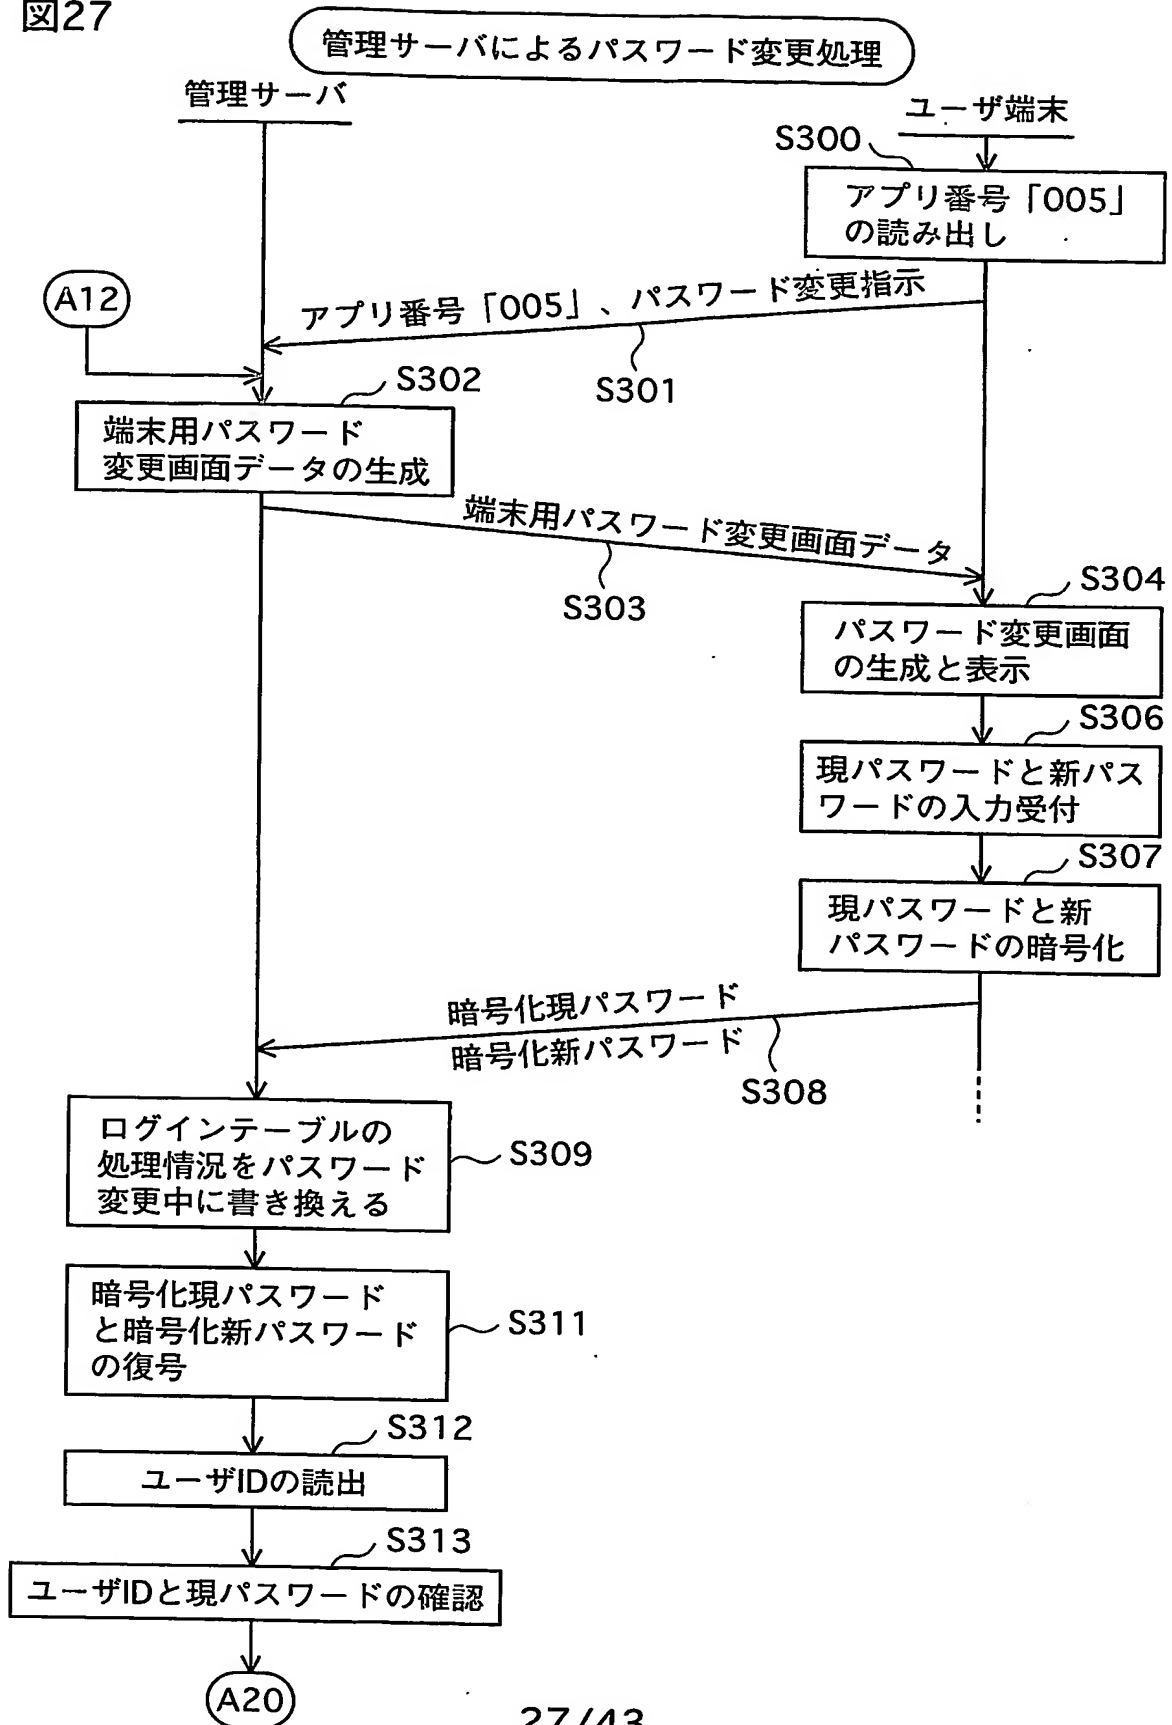 図27
管理サーバによるパスワード変更処理
管理サーバ
ユーザ端末
S300
アプリ番号「005」
の読み出し
A12
アプリ番号「005」、パスワード変更指示
S301
S302
端末用パスワード
変更画面データの生成
端末用パスワード変更画面データ
S303
S304
パスワード変更画面
の生成と表示
S306
現パスワードと新パス
ワードの入力受付
S307
現パスワードと新
パスワードの暗号化
暗号化現パスワード
暗号化新パスワード
S308
ログインテーブルの
処理情況をパスワード
変更中に書き換える
S309
暗号化現パスワード
と暗号化新パスワード
の復号
S311
S312
ユーザIDの読出
S313
ユーザIDと現パスワードの確認
A20
27/43